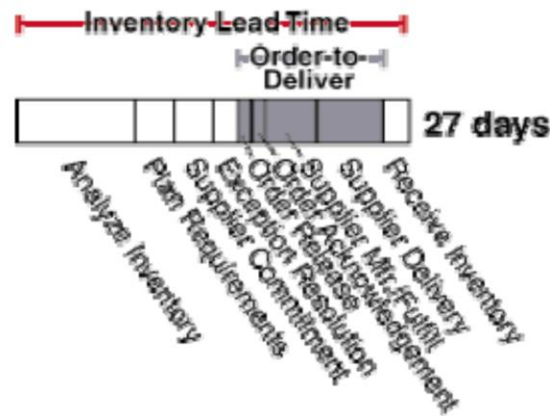 Inventory Lead Time
Order-to-
Deliver
27 days
Analyze Inventory
Plan Requirements
Supplier Commitment
Exception Resolution
Order Release
Order Acknowledgement
Supplier Mfr./Fulfill
Supplier Delivery
Receive Inventory